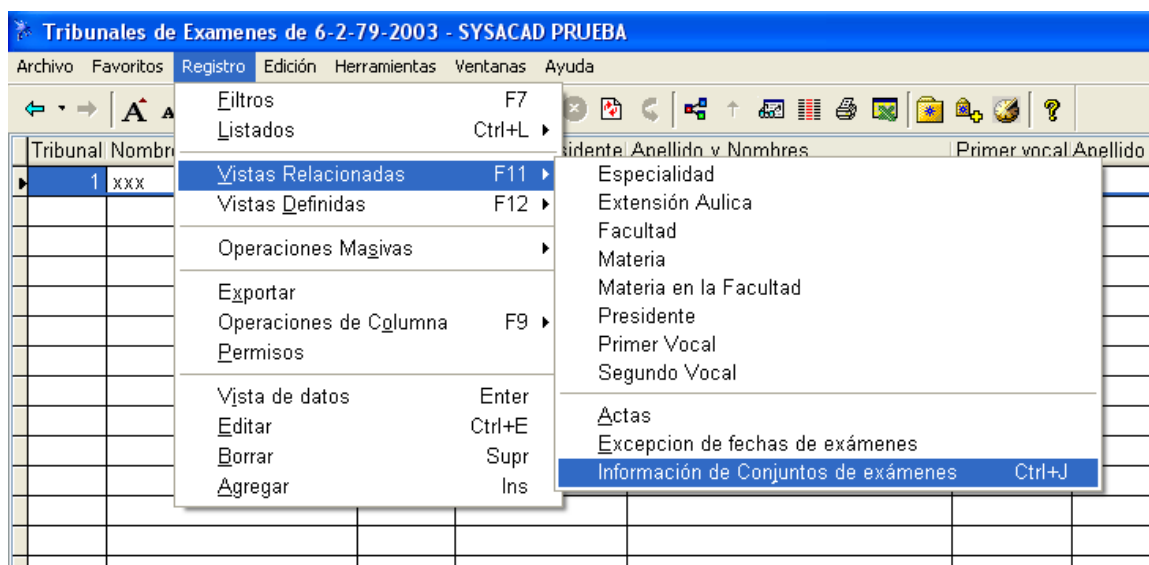 Tribunales de Examenes de 6-2-79-2003 - SYSACAD PRUEBA
Archivo Favoritos Registro Edición Herramientas Ventanas Ayuda
Filtros F7
Listados Ctrl+L
Tribunal Apellido y Nombres Primer vocal Apellido
1 xxx
Vistas Relacionadas F11
Vistas Definidas F12
Operaciones Masivas
Exportar
Operaciones de Columna F9
Permisos
Vista de datos Enter
Editar Ctrl+E
Borrar Supr
Agregar Ins
Especialidad
Extensión Aulica
Facultad
Materia
Materia en la Facultad
Presidente
Primer Vocal
Segundo Vocal
Actas
Excepcion de fechas de exámenes
Información de Conjuntos de exámenes Ctrl+J